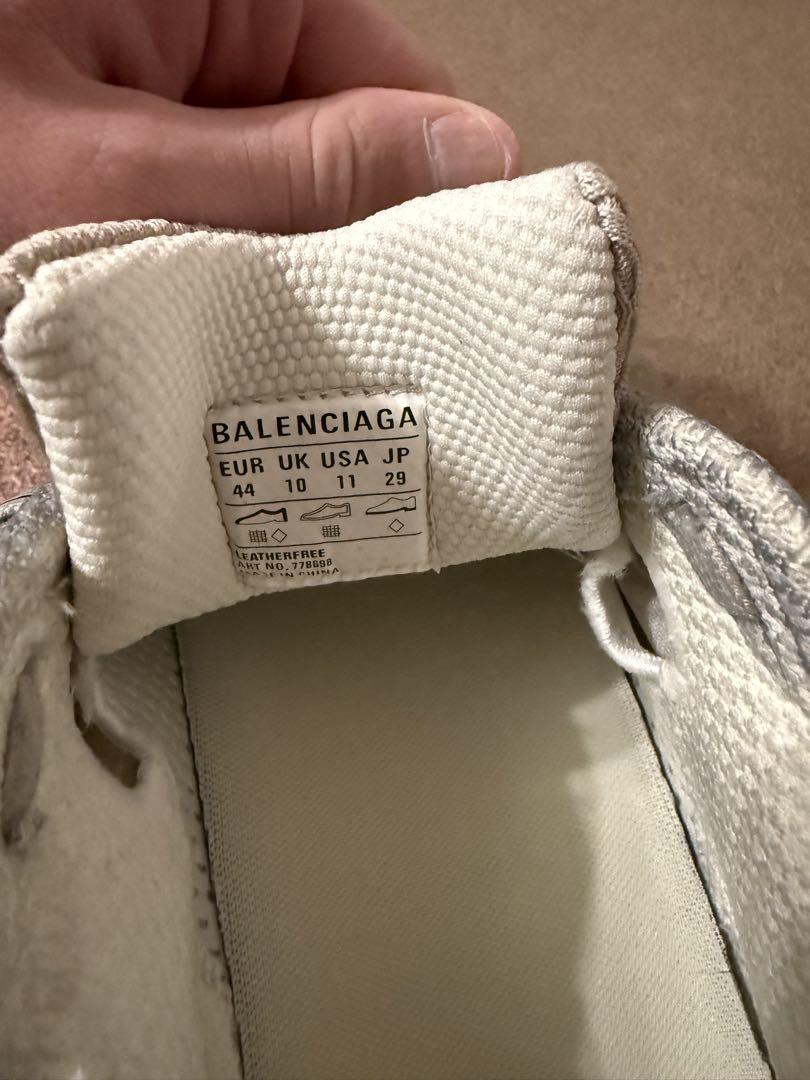 BALENCIAGA
EUR UK USA JP
44 10 11 29
LEATHERFREE
ART NO. 778698
MADE IN CHINA